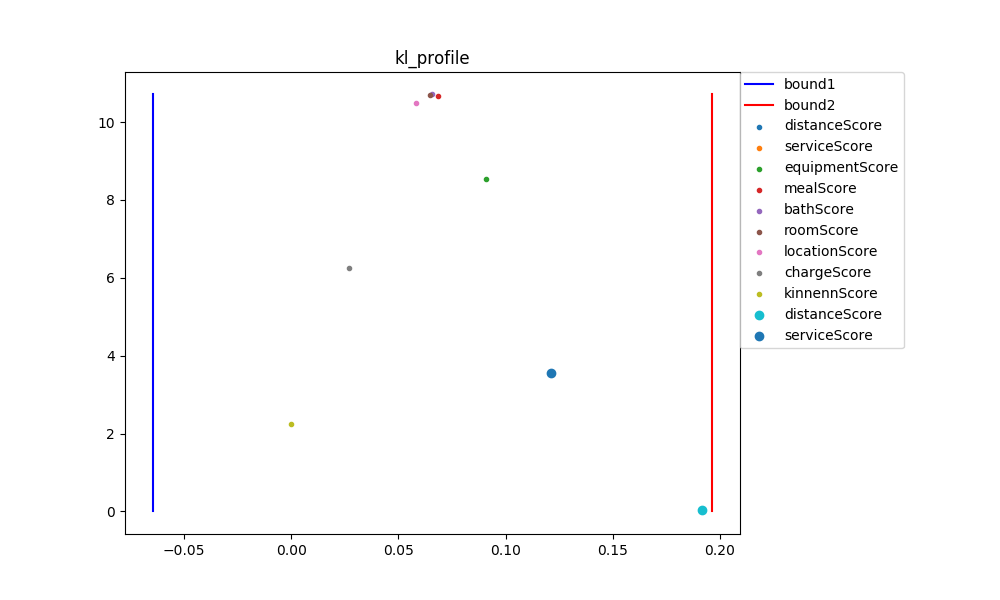 kl_profile
bound1
bound2
distanceScore
serviceScore
equipmentScore
mealScore
bathScore
roomScore
locationScore
chargeScore
kinnennScore
distanceScore
serviceScore
10
8
6
4
2
0
−0.05 0.00 0.05 0.10 0.15 0.20